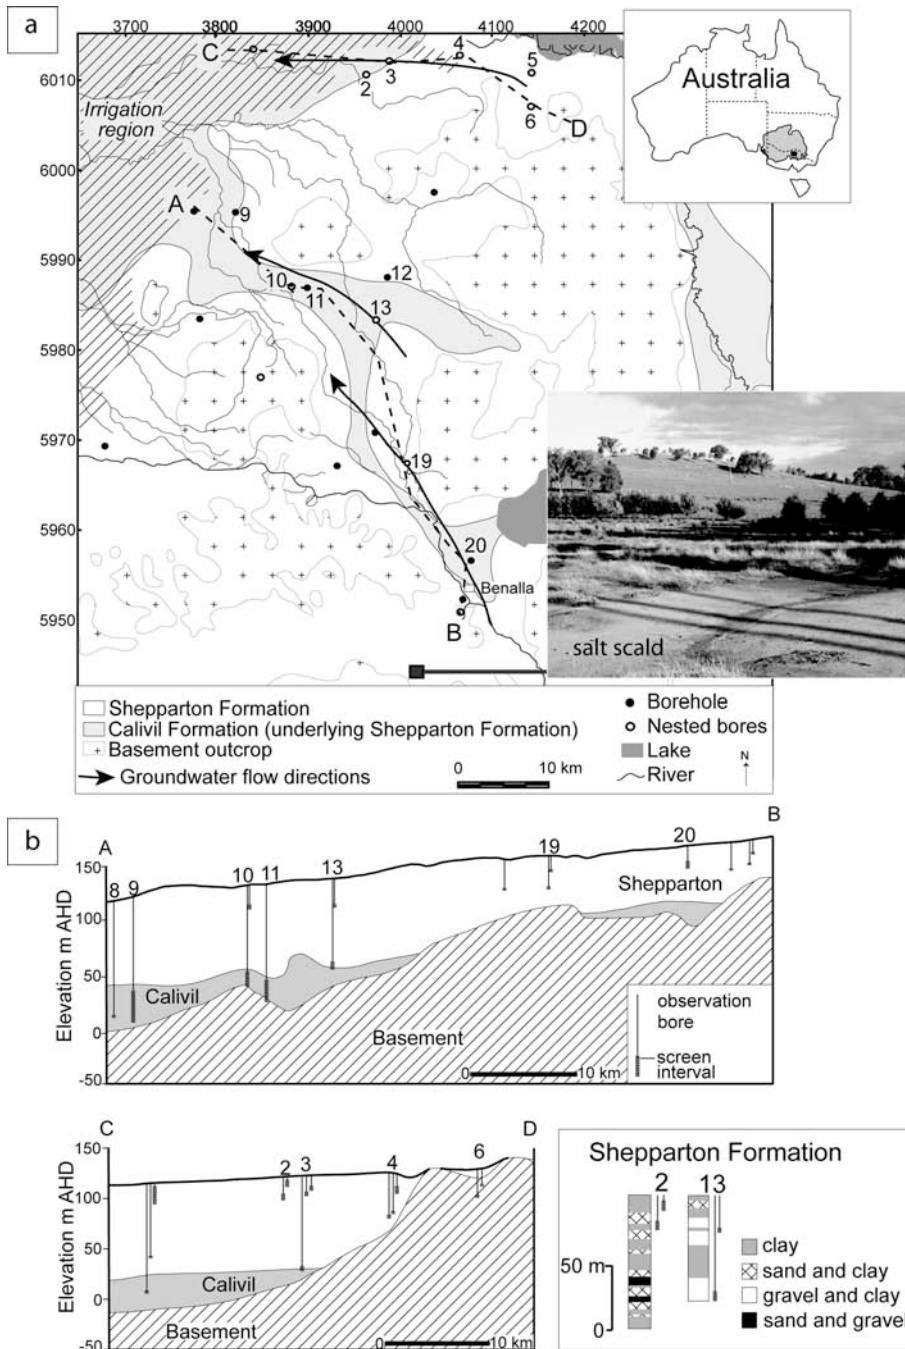 a
3700 3800 3900 4000 4100 4200
6010
6000
5990
5980
5970
5960
5950
Irrigation
region
C
2
3
4
5
6
D
A
9
10
11
12
13
19
20
Benalla
B
Australia
salt scald
Shepparton Formation
Calivil Formation (underlying Shepparton Formation)
Basement outcrop
Groundwater flow directions
0 10 km
Borehole
Nested bores
Lake
River
N
b
A
B
Elevation m AHD
150
100
50
0
-50
8 9 10 11 13 19 20
Shepparton
Calivil
Basement
0 10 km
observation
bore
screen
interval
C
D
Elevation m AHD
150
100
50
0
-50
2 3 4 6
Calivil
Basement
0 10 km
Shepparton Formation
2 13
50 m
0
clay
sand and clay
gravel and clay
sand and gravel